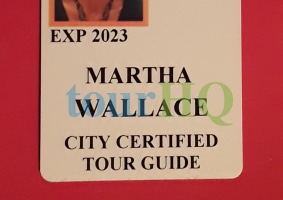 EXP 2023
MARTHA
tourHQ
WALLACE
CITY CERTIFIED
TOUR GUIDE